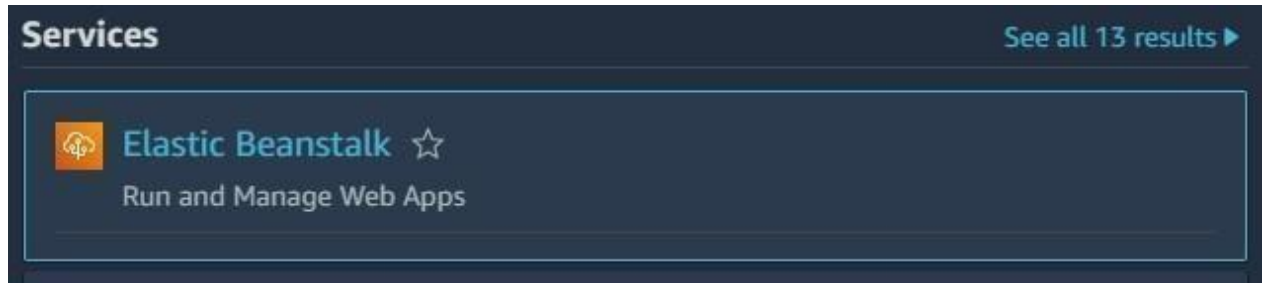 Services
See all 13 results ▶
Elastic Beanstalk ☆
Run and Manage Web Apps